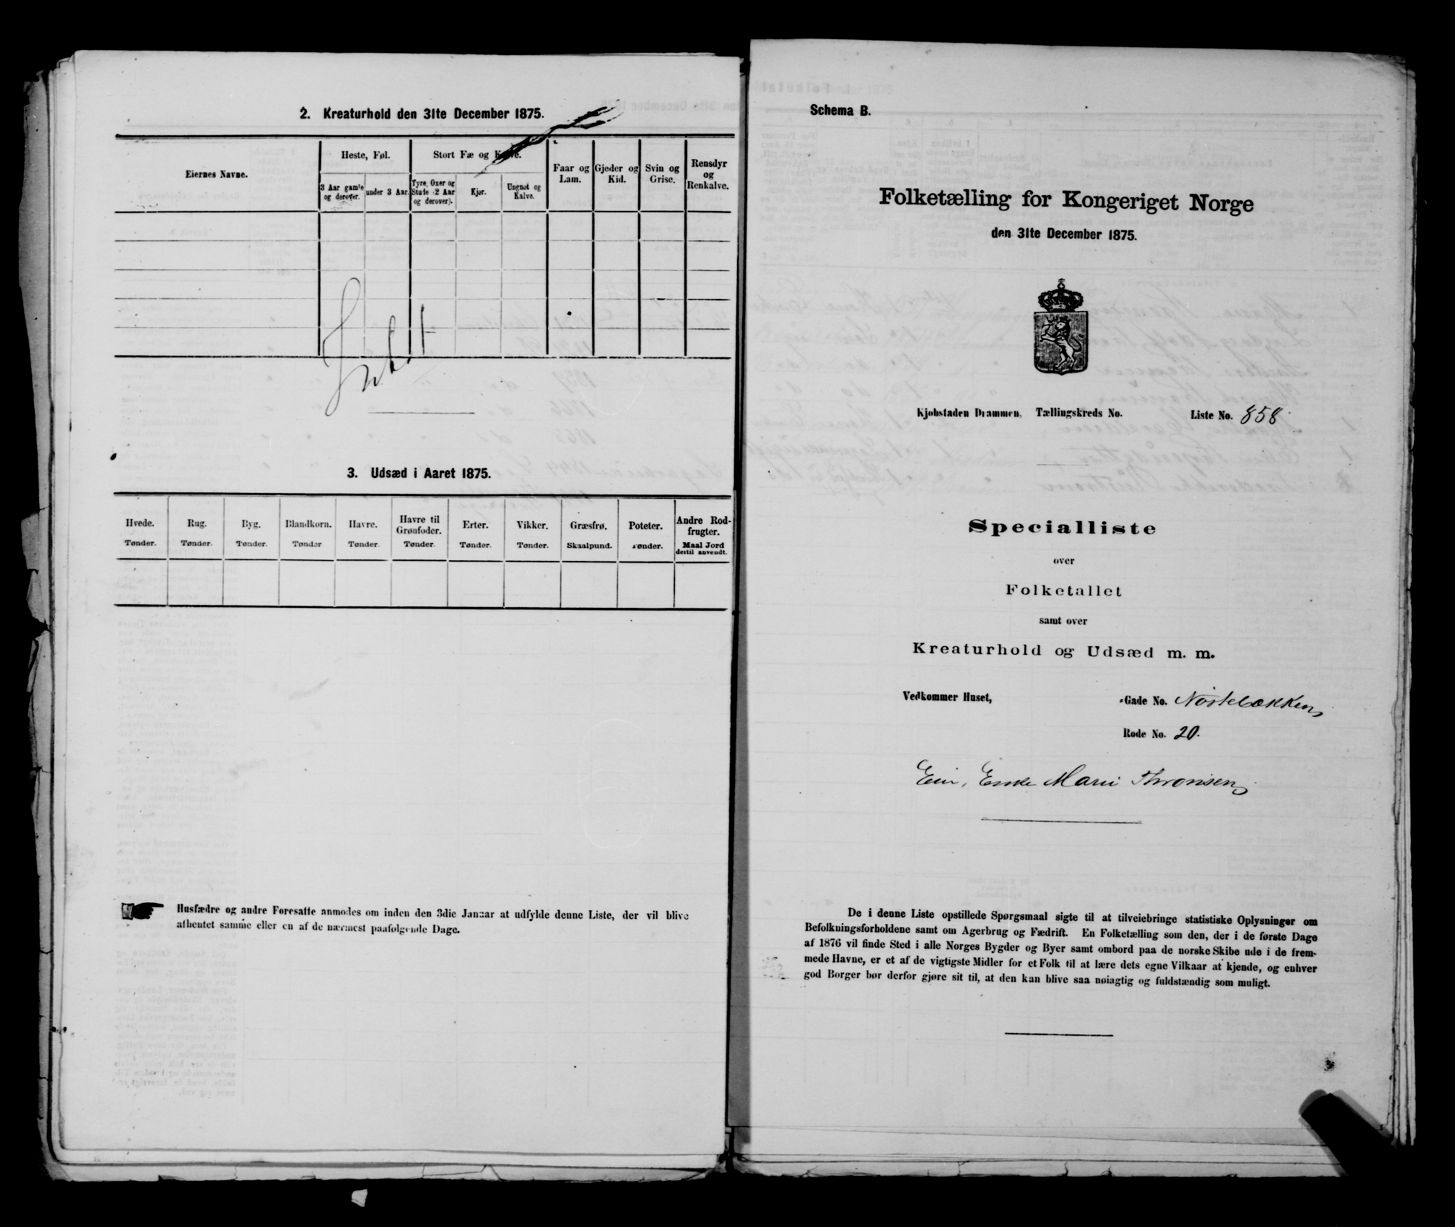 2. Kreaturhold den 31te December 1875.
Eiernes Navne.
Heste, Føl.
Stort Fæ og Kalve.
Faar og Lam.
Gjeder og Kid.
Svin og Grise.
Rensdyr og Renkalve.
3 Aar gamle og derover.
under 3 Aar.
Tyre, Oxer og Stude (2 Aar og derover).
Kjør.
Ungnøt og Kalve.
Intet
3. Udsæd i Aaret 1875.
Hvede.
Rug.
Byg.
Blandkorn.
Havre.
Havre til Grønfoder.
Erter.
Vikker.
Græsfrø.
Poteter.
Andre Rodfrugter.
Tønder.
Tønder.
Tønder.
Tønder
Tønder.
Tønder.
Tønder.
Tønder.
Skaalpund.
Tønder.
Maal Jord dertil anvendt.
Husfædre og andre Foresatte anmodes om inden den 3die Januar at udfylde denne Liste, der vil blive
afhentet samme eller en af de nærmest paafølgende Dage.
Schema B.
Folketælling for Kongeriget Norge
den 31te December 1875.
Kjøbstaden Drammen. Tællingskreds No. Liste No. 858.
Specialliste
over
Folketallet
samt over
Kreaturhold og Udsæd m. m.
Vedkommer Huset, Gade No. Nöstebækken
Rode No. 20.
Eier, Enke Marie Thronsen
De i denne Liste opstillede Spørgsmaal sigte til at tilveiebringe statistiske Oplysninger om
Befolkningsforholdene samt om Agerbrug og Fædrift. En Folketælling som den, der i de første Dage
af 1876 vil finde Sted i alle Norges Bygder og Byer samt ombord paa de norske Skibe ude i de frem-
mede Havne, er et af de vigtigste Midler for et Folk til at lære dets egne Vilkaar at kjende, og enhver
god Borger bør derfor gjøre sit til, at den kan blive saa nøiagtig og fuldstændig som muligt.